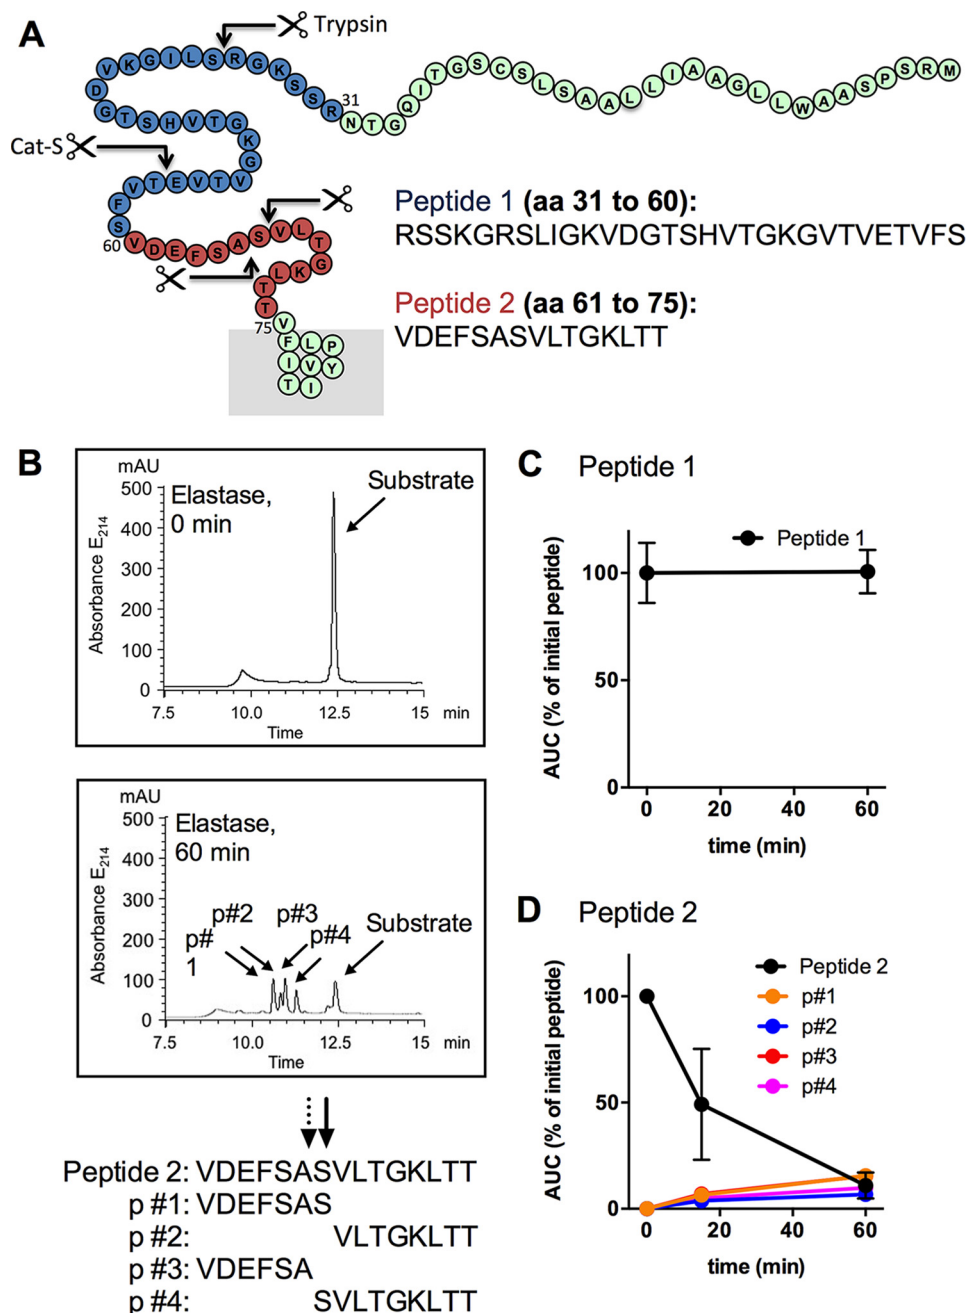 A
Trypsin
V K G I L S R G K S S R
31
N T G Q I T G S C S L S A A L L I A A G L L W A A S P S R M
D
G T S H V T G K
G
Cat-S
F V T E V T V
S
60
V D E F S A S V L T
T L K G
T
75
V
F L P
I V Y
T I
Peptide 1 (aa 31 to 60):
RSSKGRSLIGKVDGTSHVTGKGVTVETVFS
Peptide 2 (aa 61 to 75):
VDEFSASVLTGKLTT
B
mAU
Absorbance E214
500
400
300
200
100
0
Elastase,
0 min
Substrate
7.5 10.0 12.5 15 min
Time
mAU
Absorbance E214
500
400
300
200
100
0
Elastase,
60 min
p#
1
p#2
p#3
p#4
Substrate
7.5 10.0 12.5 15 min
Time
Peptide 2: VDEFSASVLTGKLTT
p #1: VDEFSAS
p #2: VLTGKLTT
p #3: VDEFSA
p #4: SVLTGKLTT
C Peptide 1
AUC (% of initial peptide)
100
50
0
Peptide 1
0 20 40 60
time (min)
D Peptide 2
AUC (% of initial peptide)
100
50
0
Peptide 2
p#1
p#2
p#3
p#4
0 20 40 60
time (min)